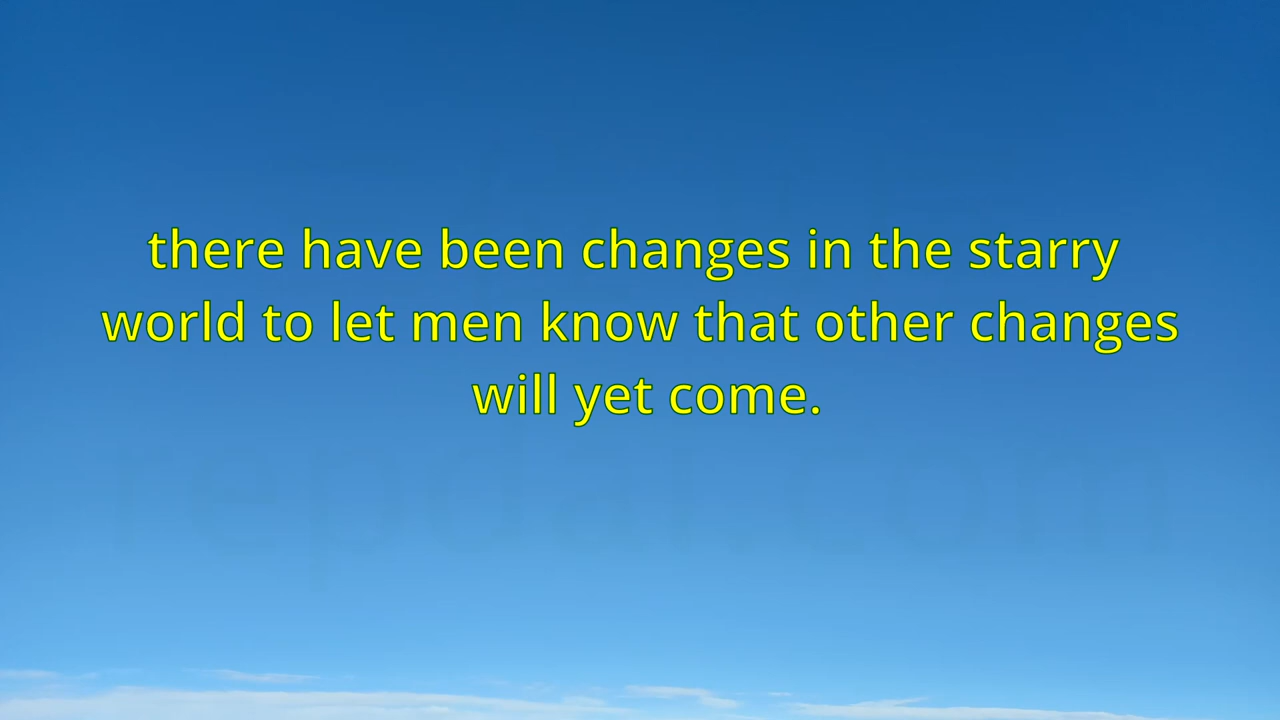 there have been changes in the starry
world to let men know that other changes
will yet come.